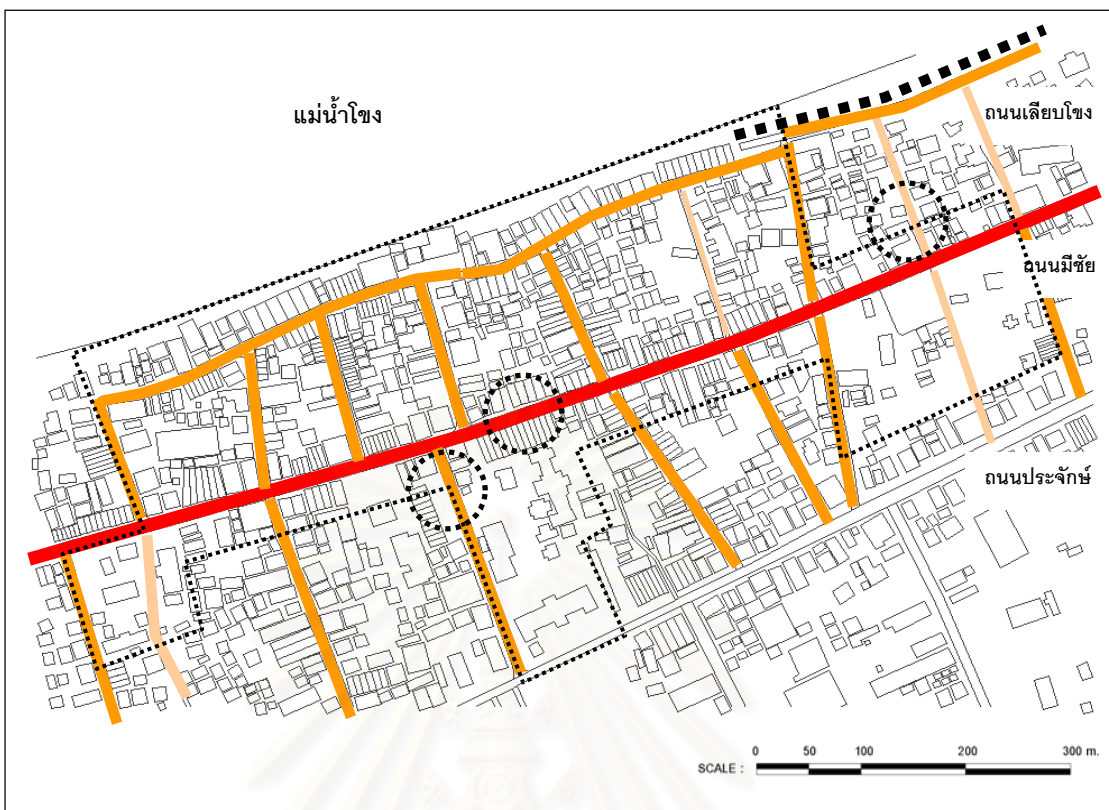 แม่น้ำโขง
ถนนเลียบโขง
ถนนมีชัย
ถนนประจักษ์
0 50 100 200 300 m.
SCALE :